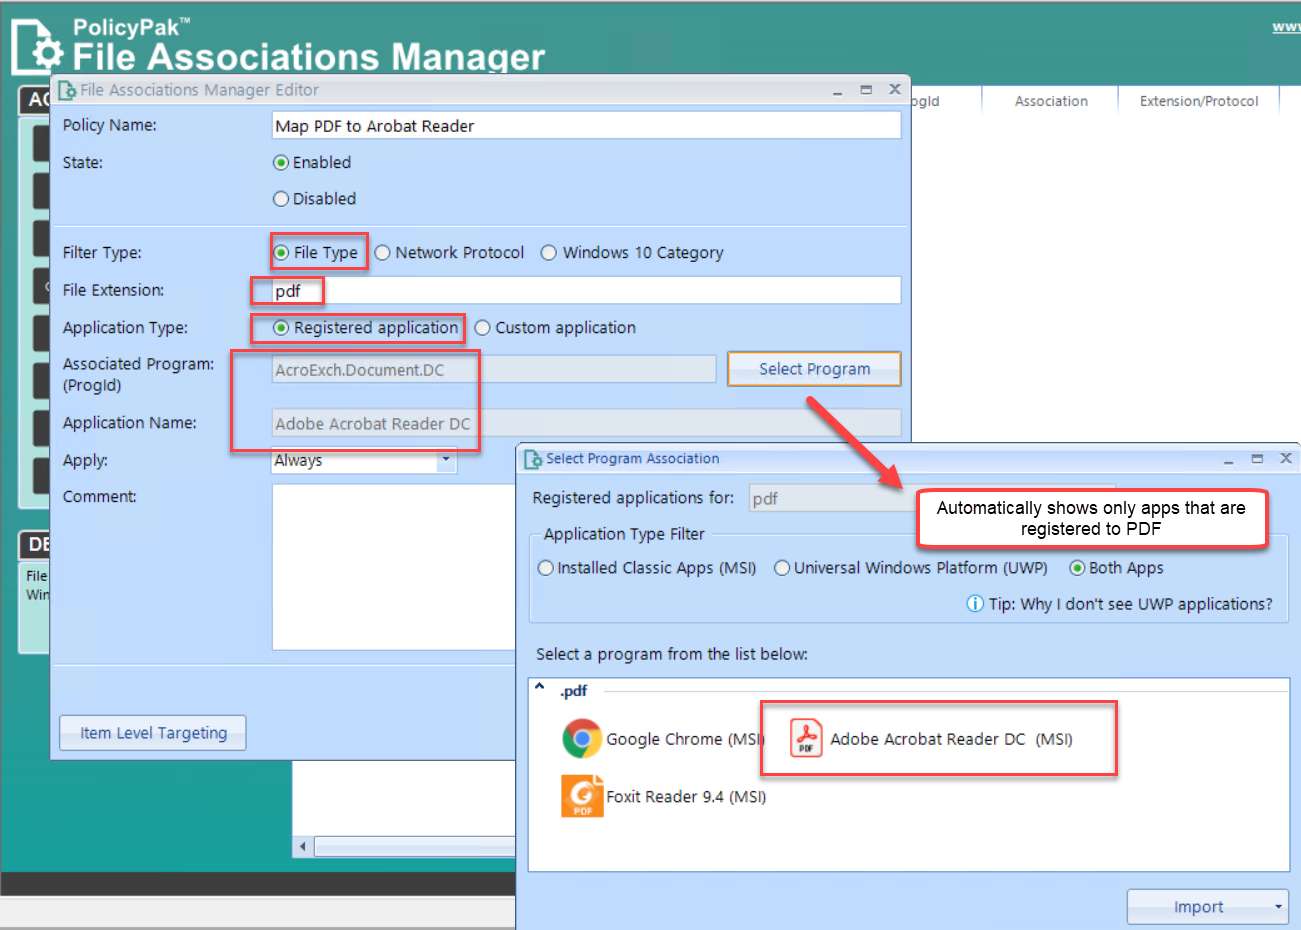 PolicyPak™
File Associations Manager
www
AC
File Associations Manager Editor
ogId
Association
Extension/Protocol
Policy Name:
Map PDF to Arobat Reader
State:
Enabled
Disabled
Filter Type:
File Type
Network Protocol
Windows 10 Category
File Extension:
pdf
Application Type:
Registered application
Custom application
Associated Program:
(ProgId)
AcroExch.Document.DC
Select Program
Application Name:
Adobe Acrobat Reader DC
Apply:
Always
Comment:
DE
File
Win
Item Level Targeting
Select Program Association
Registered applications for:
pdf
Automatically shows only apps that are
registered to PDF
Application Type Filter
Installed Classic Apps (MSI)
Universal Windows Platform (UWP)
Both Apps
Tip: Why I don't see UWP applications?
Select a program from the list below:
.pdf
Google Chrome (MSI)
Adobe Acrobat Reader DC (MSI)
PDF
Foxit Reader 9.4 (MSI)
PDF
Import